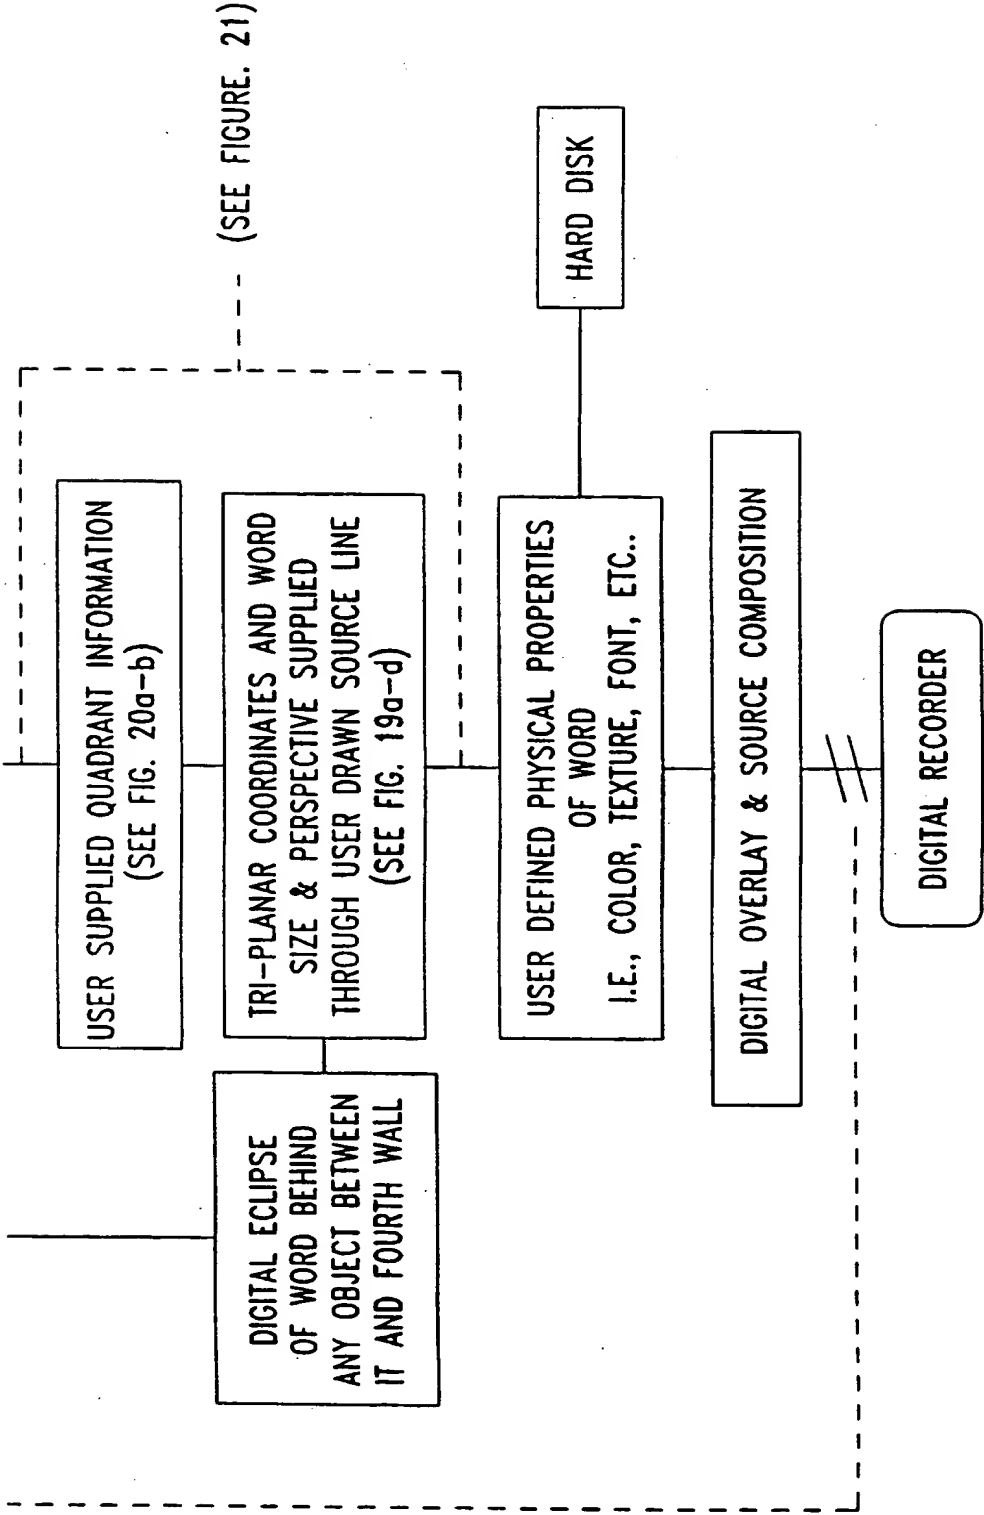 (SEE FIGURE. 21)
USER SUPPLIED QUADRANT INFORMATION
(SEE FIG. 20a-b)
TRI-PLANAR COORDINATES AND WORD
SIZE & PERSPECTIVE SUPPLIED
THROUGH USER DRAWN SOURCE LINE
(SEE FIG. 19a-d)
DIGITAL ECLIPSE
OF WORD BEHIND
ANY OBJECT BETWEEN
IT AND FOURTH WALL
USER DEFINED PHYSICAL PROPERTIES
OF WORD
I.E., COLOR, TEXTURE, FONT, ETC..
HARD DISK
DIGITAL OVERLAY & SOURCE COMPOSITION
DIGITAL RECORDER